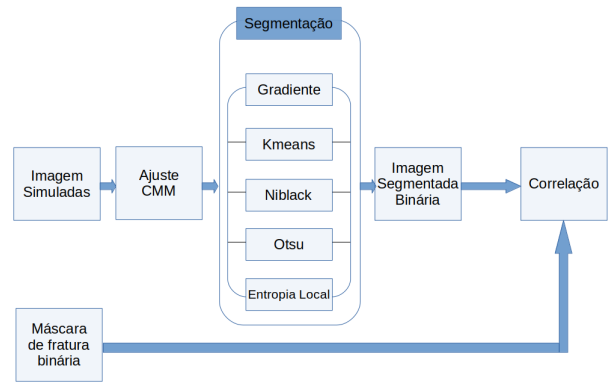 Segmentação
Gradiente
Kmeans
Niblack
Otsu
Entropia Local
Imagem
Simuladas
Ajuste
CMM
Imagem
Segmentada
Binária
Correlação
Máscara
de fratura
binária